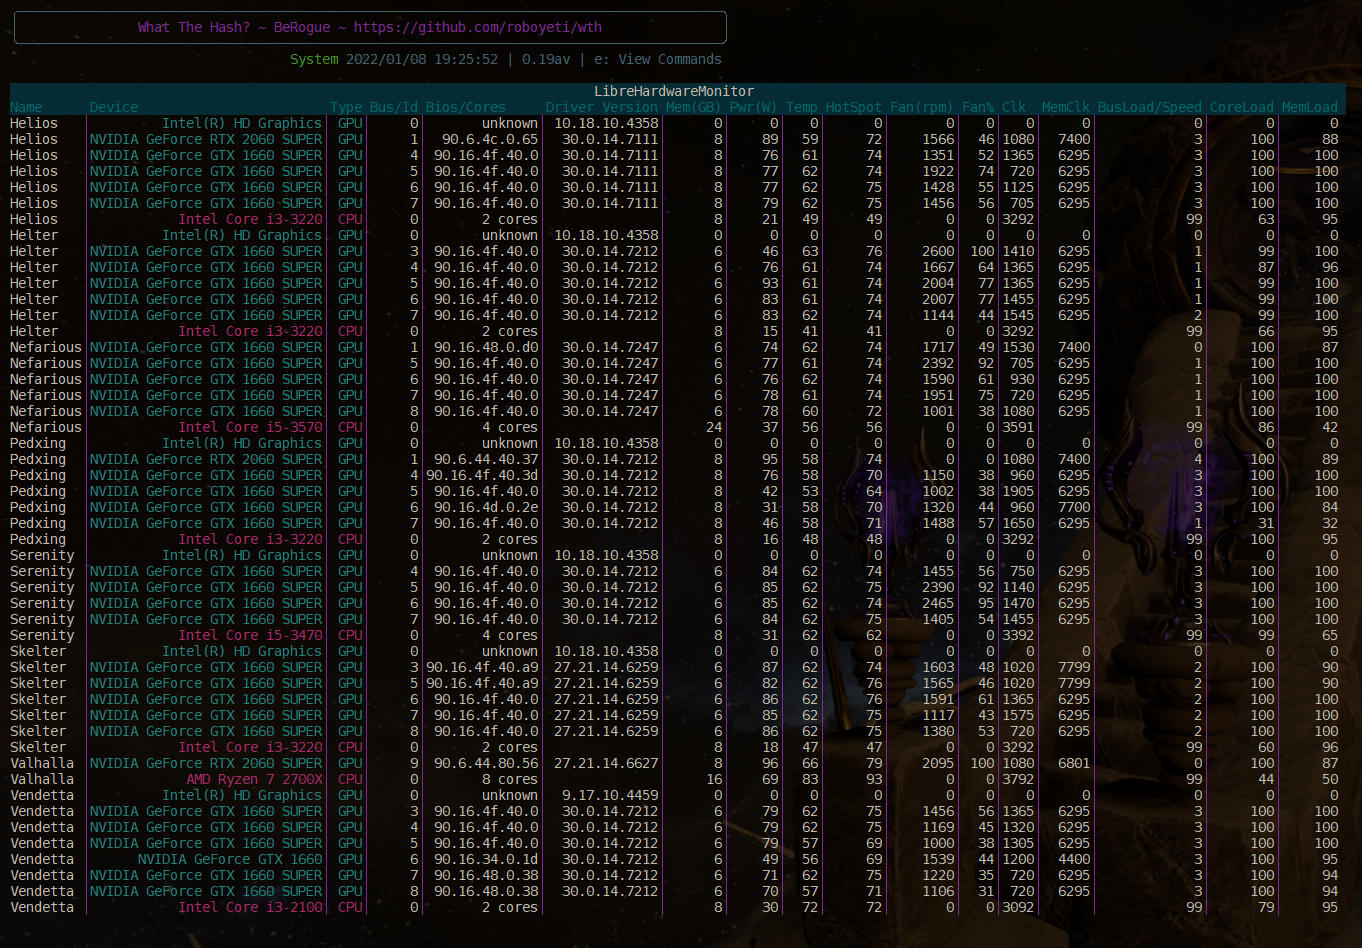 What The Hash? ~ BeRogue ~ https://github.com/roboyeti/wth
System 2022/01/08 19:25:52 | 0.19av | e: View Commands
LibreHardwareMonitor
Name Device Type Bus/Id Bios/Cores Driver Version Mem(GB) Pwr(W) Temp HotSpot Fan(rpm) Fan% Clk MemClk BusLoad/Speed CoreLoad MemLoad
Helios Intel(R) HD Graphics GPU 0 unknown 10.18.10.4358 0 0 0 0 0 0 0 0 0 0 0
Helios NVIDIA GeForce RTX 2060 SUPER GPU 1 90.6.4c.0.65 30.0.14.7111 8 89 59 72 1566 46 1080 7400 3 100 88
Helios NVIDIA GeForce GTX 1660 SUPER GPU 4 90.16.4f.40.0 30.0.14.7111 8 76 61 74 1351 52 1365 6295 3 100 100
Helios NVIDIA GeForce GTX 1660 SUPER GPU 5 90.16.4f.40.0 30.0.14.7111 8 77 62 74 1922 74 720 6295 3 100 100
Helios NVIDIA GeForce GTX 1660 SUPER GPU 6 90.16.4f.40.0 30.0.14.7111 8 77 62 75 1428 55 1125 6295 3 100 100
Helios NVIDIA GeForce GTX 1660 SUPER GPU 7 90.16.4f.40.0 30.0.14.7111 8 79 62 75 1456 56 705 6295 3 100 100
Helios Intel Core i3-3220 CPU 0 2 cores 8 21 49 49 0 0 3292 99 63 95
Helter Intel(R) HD Graphics GPU 0 unknown 10.18.10.4358 0 0 0 0 0 0 0 0 0 0 0
Helter NVIDIA GeForce GTX 1660 SUPER GPU 3 90.16.4f.40.0 30.0.14.7212 6 46 63 76 2600 100 1410 6295 1 99 100
Helter NVIDIA GeForce GTX 1660 SUPER GPU 4 90.16.4f.40.0 30.0.14.7212 6 76 61 74 1667 64 1365 6295 1 87 96
Helter NVIDIA GeForce GTX 1660 SUPER GPU 5 90.16.4f.40.0 30.0.14.7212 6 93 61 74 2004 77 1365 6295 1 99 100
Helter NVIDIA GeForce GTX 1660 SUPER GPU 6 90.16.4f.40.0 30.0.14.7212 6 83 61 74 2007 77 1455 6295 1 99 100
Helter NVIDIA GeForce GTX 1660 SUPER GPU 7 90.16.4f.40.0 30.0.14.7212 6 83 62 74 1144 44 1545 6295 2 99 100
Helter Intel Core i3-3220 CPU 0 2 cores 8 15 41 41 0 0 3292 99 66 95
Nefarious NVIDIA GeForce GTX 1660 SUPER GPU 1 90.16.48.0.d0 30.0.14.7247 6 74 62 74 1717 49 1530 7400 0 100 87
Nefarious NVIDIA GeForce GTX 1660 SUPER GPU 5 90.16.4f.40.0 30.0.14.7247 6 77 61 74 2392 92 705 6295 1 100 100
Nefarious NVIDIA GeForce GTX 1660 SUPER GPU 6 90.16.4f.40.0 30.0.14.7247 6 76 62 74 1590 61 930 6295 1 100 100
Nefarious NVIDIA GeForce GTX 1660 SUPER GPU 7 90.16.4f.40.0 30.0.14.7247 6 78 61 74 1951 75 720 6295 1 100 100
Nefarious NVIDIA GeForce GTX 1660 SUPER GPU 8 90.16.4f.40.0 30.0.14.7247 6 78 60 72 1001 38 1080 6295 1 100 100
Nefarious Intel Core i5-3570 CPU 0 4 cores 24 37 56 56 0 0 3591 99 86 42
Pedxing Intel(R) HD Graphics GPU 0 unknown 10.18.10.4358 0 0 0 0 0 0 0 0 0 0 0
Pedxing NVIDIA GeForce RTX 2060 SUPER GPU 1 90.6.44.40.37 30.0.14.7212 8 95 58 74 0 0 1080 7400 4 100 89
Pedxing NVIDIA GeForce GTX 1660 SUPER GPU 4 90.16.4f.40.3d 30.0.14.7212 8 76 58 70 1150 38 960 6295 3 100 100
Pedxing NVIDIA GeForce GTX 1660 SUPER GPU 5 90.16.4f.40.0 30.0.14.7212 8 42 53 64 1002 38 1905 6295 3 100 100
Pedxing NVIDIA GeForce GTX 1660 SUPER GPU 6 90.16.4d.0.2e 30.0.14.7212 8 31 58 70 1320 44 960 7700 3 100 84
Pedxing NVIDIA GeForce GTX 1660 SUPER GPU 7 90.16.4f.40.0 30.0.14.7212 8 46 58 71 1488 57 1650 6295 1 31 32
Pedxing Intel Core i3-3220 CPU 0 2 cores 8 16 48 48 0 0 3292 99 100 95
Serenity Intel(R) HD Graphics GPU 0 unknown 10.18.10.4358 0 0 0 0 0 0 0 0 0 0 0
Serenity NVIDIA GeForce GTX 1660 SUPER GPU 4 90.16.4f.40.0 30.0.14.7212 6 84 62 74 1455 56 750 6295 3 100 100
Serenity NVIDIA GeForce GTX 1660 SUPER GPU 5 90.16.4f.40.0 30.0.14.7212 6 85 62 75 2390 92 1140 6295 3 100 100
Serenity NVIDIA GeForce GTX 1660 SUPER GPU 6 90.16.4f.40.0 30.0.14.7212 6 85 62 74 2465 95 1470 6295 3 100 100
Serenity NVIDIA GeForce GTX 1660 SUPER GPU 7 90.16.4f.40.0 30.0.14.7212 6 84 62 75 1405 54 1455 6295 3 100 100
Serenity Intel Core i5-3470 CPU 0 4 cores 8 31 62 62 0 0 3392 99 99 65
Skelter Intel(R) HD Graphics GPU 0 unknown 10.18.10.4358 0 0 0 0 0 0 0 0 0 0 0
Skelter NVIDIA GeForce GTX 1660 SUPER GPU 3 90.16.4f.40.a9 27.21.14.6259 6 87 62 74 1603 48 1020 7799 2 100 90
Skelter NVIDIA GeForce GTX 1660 SUPER GPU 5 90.16.4f.40.a9 27.21.14.6259 6 82 62 76 1565 46 1020 7799 2 100 90
Skelter NVIDIA GeForce GTX 1660 SUPER GPU 6 90.16.4f.40.0 27.21.14.6259 6 86 62 76 1591 61 1365 6295 2 100 100
Skelter NVIDIA GeForce GTX 1660 SUPER GPU 7 90.16.4f.40.0 27.21.14.6259 6 85 62 75 1117 43 1575 6295 2 100 100
Skelter NVIDIA GeForce GTX 1660 SUPER GPU 8 90.16.4f.40.0 27.21.14.6259 6 86 62 75 1380 53 720 6295 2 100 100
Skelter Intel Core i3-3220 CPU 0 2 cores 8 18 47 47 0 0 3292 99 60 96
Valhalla NVIDIA GeForce RTX 2060 SUPER GPU 9 90.6.44.80.56 27.21.14.6627 8 96 66 79 2095 100 1080 6801 0 100 87
Valhalla AMD Ryzen 7 2700X CPU 0 8 cores 16 69 83 93 0 0 3792 99 44 50
Vendetta Intel(R) HD Graphics GPU 0 unknown 9.17.10.4459 0 0 0 0 0 0 0 0 0 0 0
Vendetta NVIDIA GeForce GTX 1660 SUPER GPU 3 90.16.4f.40.0 30.0.14.7212 6 79 62 75 1456 56 1365 6295 3 100 100
Vendetta NVIDIA GeForce GTX 1660 SUPER GPU 4 90.16.4f.40.0 30.0.14.7212 6 79 62 75 1169 45 1320 6295 3 100 100
Vendetta NVIDIA GeForce GTX 1660 SUPER GPU 5 90.16.4f.40.0 30.0.14.7212 6 79 57 69 1000 38 1305 6295 3 100 100
Vendetta NVIDIA GeForce GTX 1660 GPU 6 90.16.34.0.1d 30.0.14.7212 6 49 56 69 1539 44 1200 4400 3 100 95
Vendetta NVIDIA GeForce GTX 1660 SUPER GPU 7 90.16.48.0.38 30.0.14.7212 6 71 62 75 1220 35 720 6295 3 100 94
Vendetta NVIDIA GeForce GTX 1660 SUPER GPU 8 90.16.48.0.38 30.0.14.7212 6 70 57 71 1106 31 720 6295 3 100 94
Vendetta Intel Core i3-2100 CPU 0 2 cores 8 30 72 72 0 0 3092 99 79 95